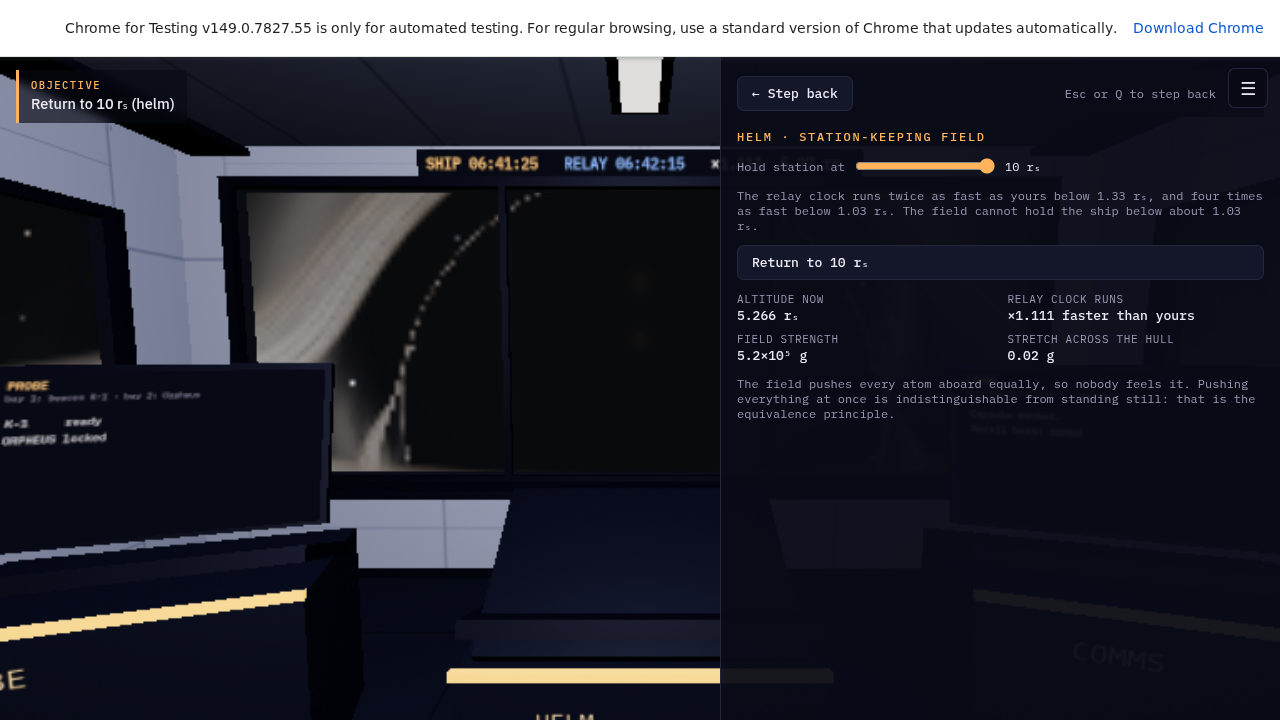 Chrome for Testing v149.0.7827.55 is only for automated testing. For regular browsing, use a standard version of Chrome that updates automatically. Download Chrome
OBJECTIVE
Return to 10 rₛ (helm)
← Step back
Esc or Q to step back
☰
HELM · STATION-KEEPING FIELD
Hold station at 10 rₛ
The relay clock runs twice as fast as yours below 1.33 rₛ, and four times
as fast below 1.03 rₛ. The field cannot hold the ship below about 1.03
rₛ.
Return to 10 rₛ
ALTITUDE NOW
5.266 rₛ
RELAY CLOCK RUNS
×1.111 faster than yours
FIELD STRENGTH
5.2×10⁵ g
STRETCH ACROSS THE HULL
0.02 g
The field pushes every atom aboard equally, so nobody feels it. Pushing
everything at once is indistinguishable from standing still: that is the
equivalence principle.
SHIP 06:41:25 RELAY 06:42:15
PROBE
K-1 ready
ORPHEUS locked
HELM
COMMS